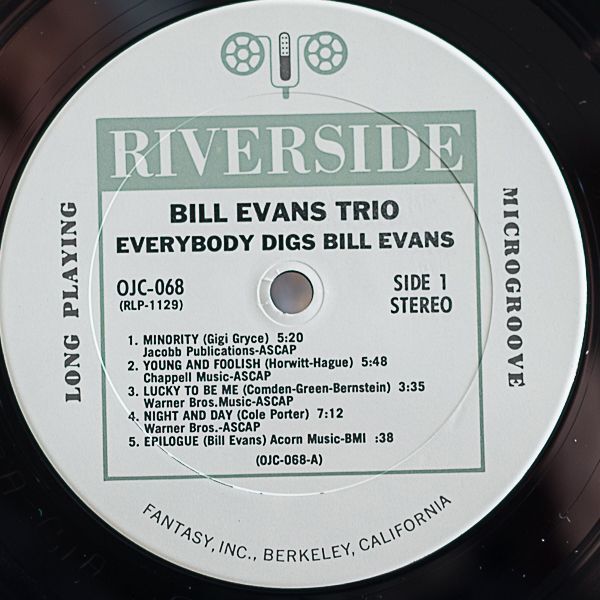 RIVERSIDE
BILL EVANS TRIO
EVERYBODY DIGS BILL EVANS
LONG PLAYING
MICROGROOVE
OJC-068
(RLP-1129)
SIDE 1
STEREO
1. MINORITY (Gigi Gryce) 5:20
Jacobb Publications-ASCAP
2. YOUNG AND FOOLISH (Horwitt-Hague) 5:48
Chappell Music-ASCAP
3. LUCKY TO BE ME (Comden-Green-Bernstein) 3:35
Warner Bros.Music-ASCAP
4. NIGHT AND DAY (Cole Porter) 7:12
Warner Bros.-ASCAP
5. EPILOGUE (Bill Evans) Acorn Music-BMI :38
(OJC-068-A)
FANTASY, INC., BERKELEY, CALIFORNIA